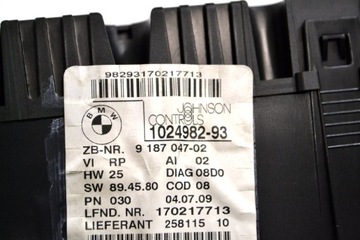 98293170217713
BMW
JOHNSON
CONTROLS
1024982-93
ZB-NR. 9 187 047-02
VI RP AI 02
HW 25 DIAG 08D0
SW 89.45.80 COD 08
PN 030 04.07.09
LFND. NR. 170217713
LIEFERANT 258115 10